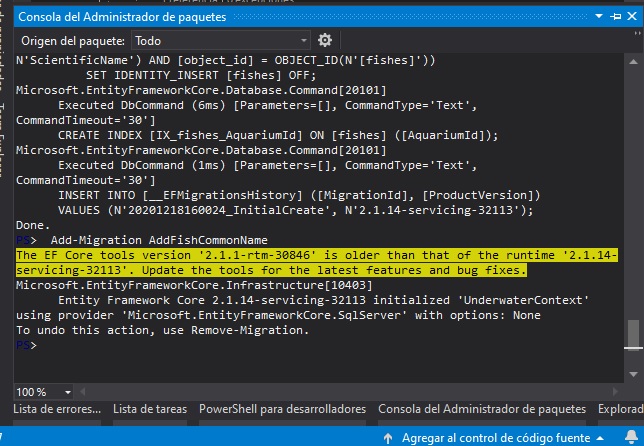 Consola del Administrador de paquetes
Origen del paquete: Todo
N'ScientificName') AND [object_id] = OBJECT_ID(N'[fishes]'))
SET IDENTITY_INSERT [fishes] OFF;
Microsoft.EntityFrameworkCore.Database.Command[20101]
Executed DbCommand (6ms) [Parameters=[], CommandType='Text',
CommandTimeout='30']
CREATE INDEX [IX_fishes_AquariumId] ON [fishes] ([AquariumId]);
Microsoft.EntityFrameworkCore.Database.Command[20101]
Executed DbCommand (1ms) [Parameters=[], CommandType='Text',
CommandTimeout='30']
INSERT INTO [__EFMigrationsHistory] ([MigrationId], [ProductVersion])
VALUES (N'20201218160024_InitialCreate', N'2.1.14-servicing-32113');
Done.
PS> Add-Migration AddFishCommonName
The EF Core tools version '2.1.1-rtm-30846' is older than that of the runtime '2.1.14-
servicing-32113'. Update the tools for the latest features and bug fixes.
Microsoft.EntityFrameworkCore.Infrastructure[10403]
Entity Framework Core 2.1.14-servicing-32113 initialized 'UnderwaterContext'
using provider 'Microsoft.EntityFrameworkCore.SqlServer' with options: None
To undo this action, use Remove-Migration.
PS>
100 %
Lista de errores... Lista de tareas PowerShell para desarrolladores Consola del Administrador de paquetes Explorad
Agregar al control de código fuente